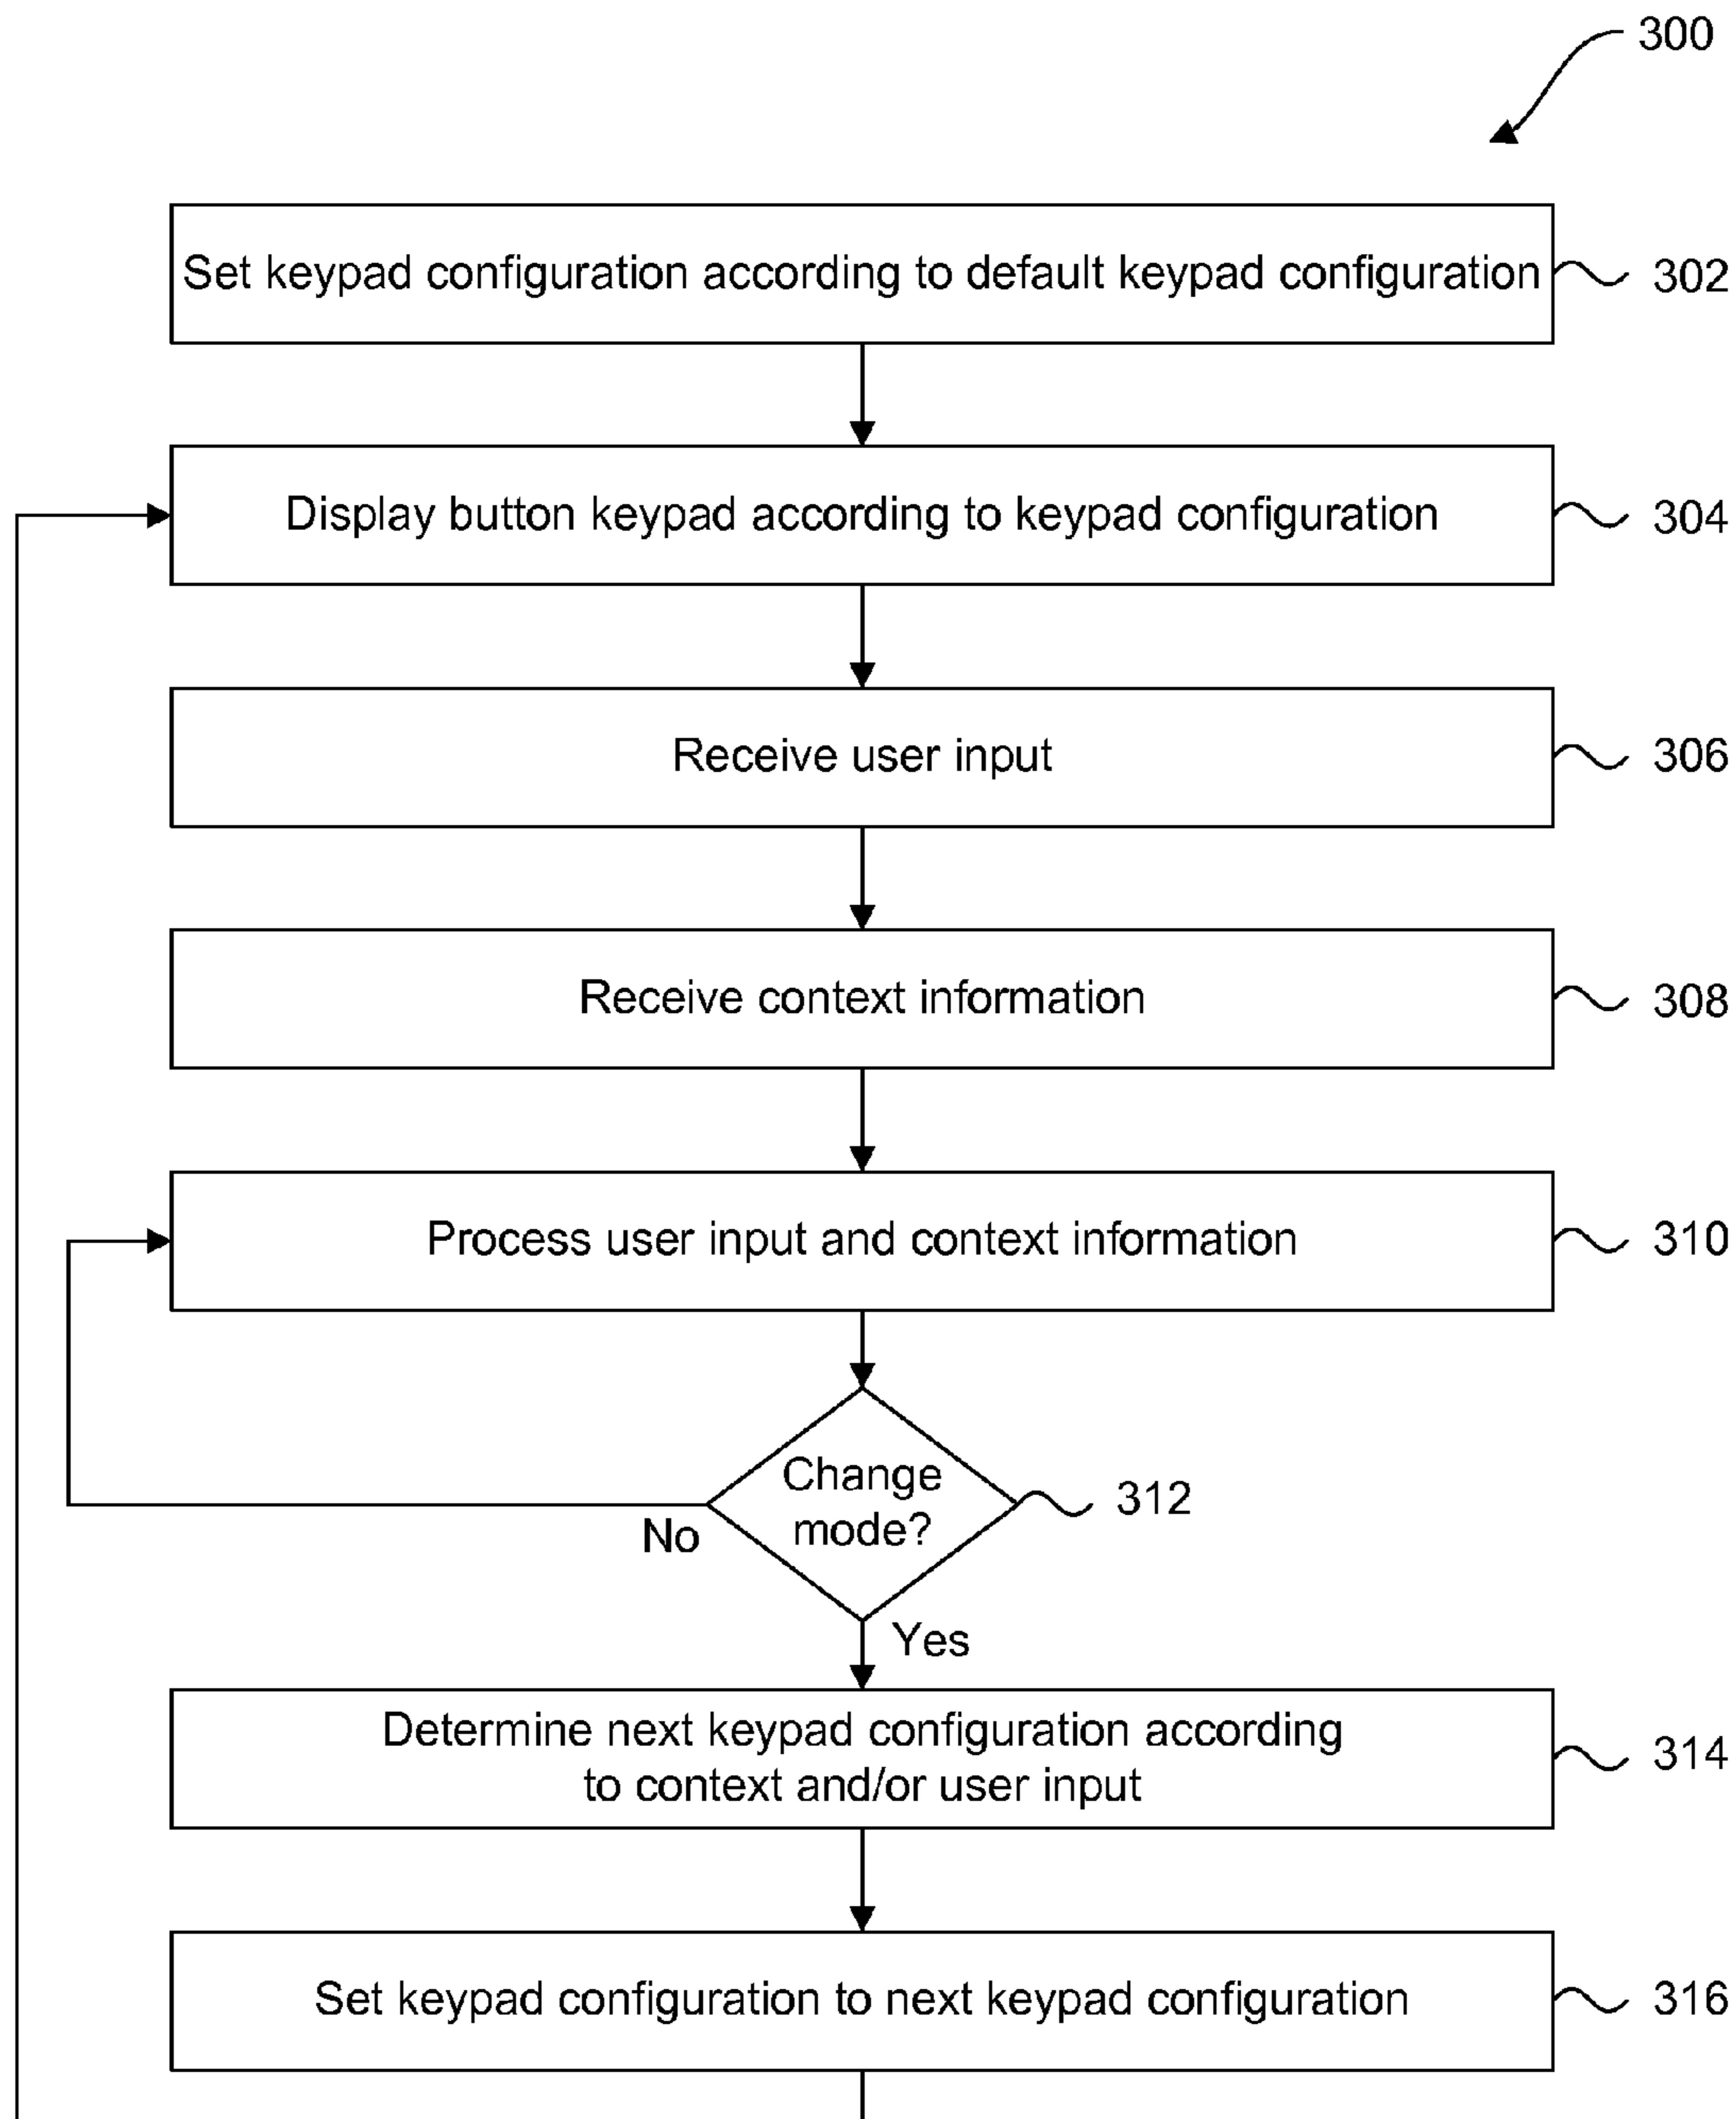 300
Set keypad configuration according to default keypad configuration
302
Display button keypad according to keypad configuration
304
Receive user input
306
Receive context information
308
Process user input and context information
310
Change
mode?
312
No
Yes
Determine next keypad configuration according
to context and/or user input
314
Set keypad configuration to next keypad configuration
316